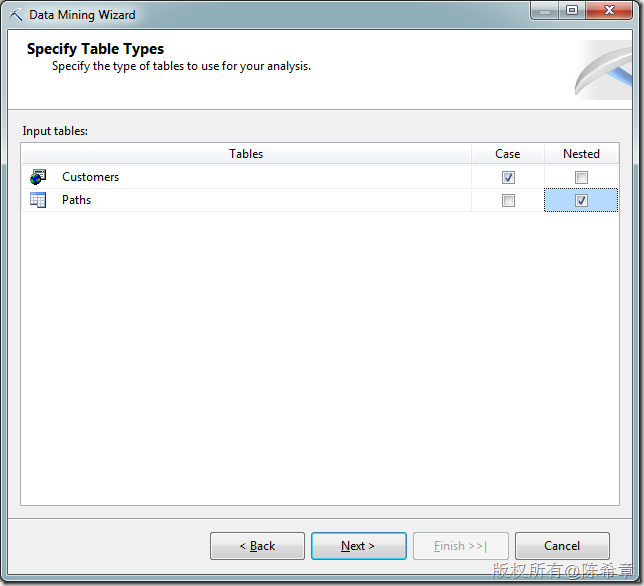 Data Mining Wizard
Specify Table Types
Specify the type of tables to use for your analysis.
Input tables:
Tables Case Nested
Customers
Paths
< Back Next > Finish >>| Cancel
版权所有@陈希章